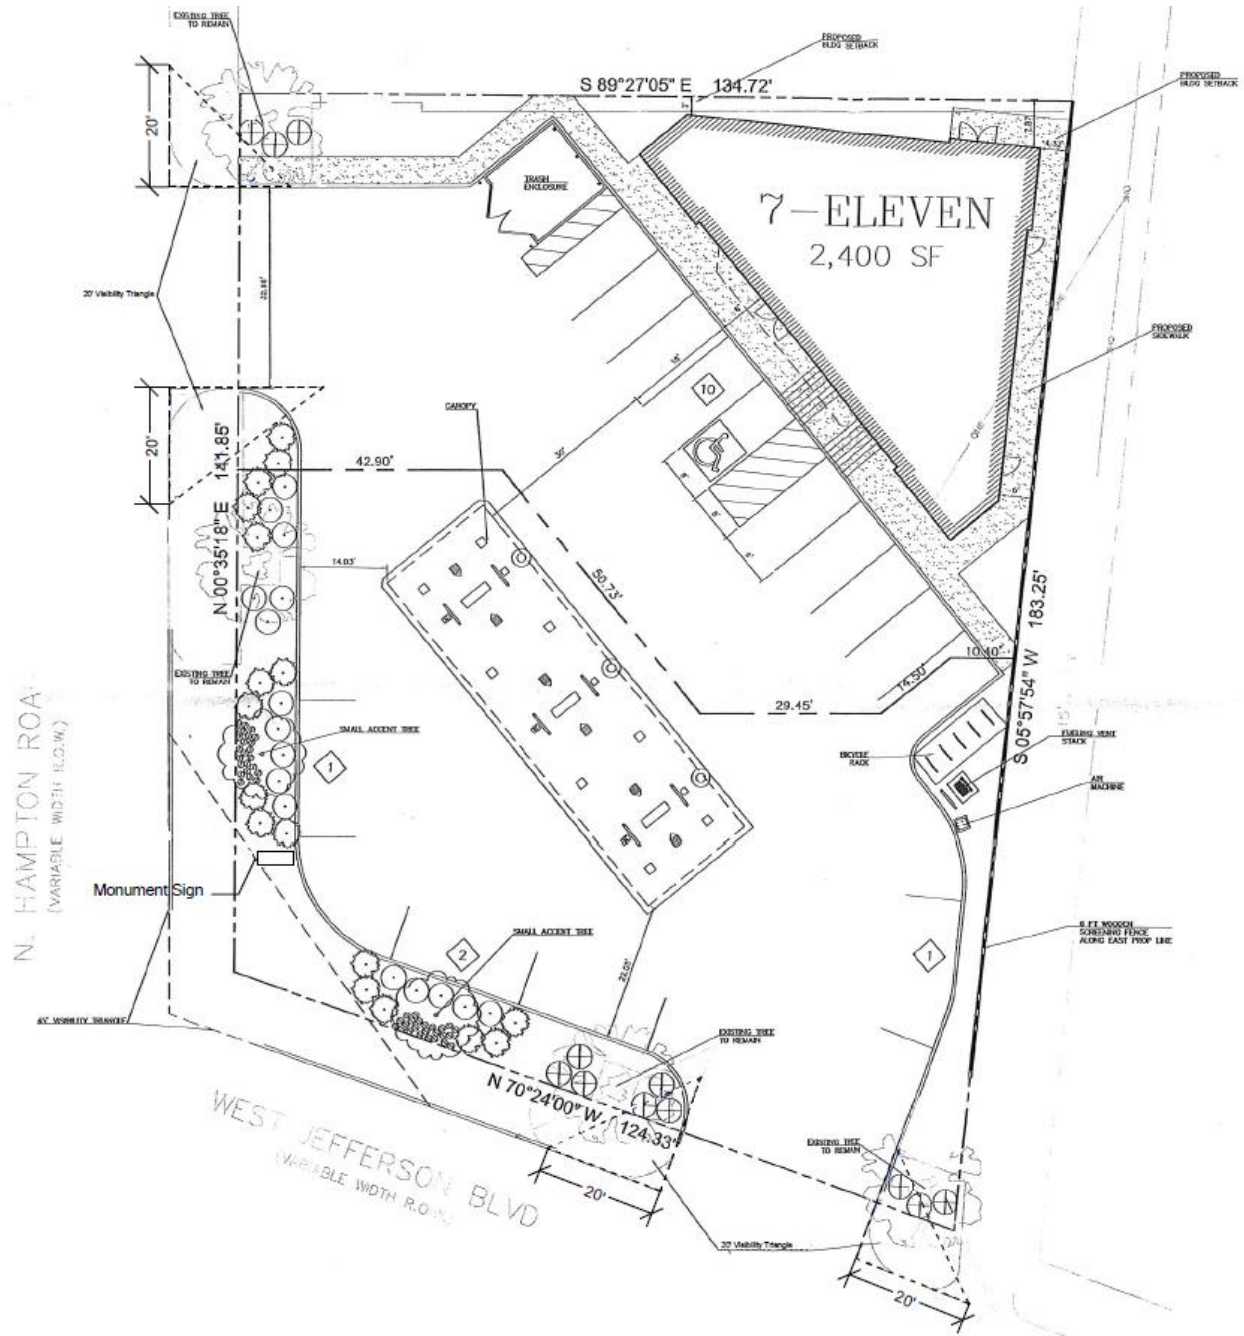 EXISTING TREE
TO REMAIN
PROPOSED
BLDG SETBACK
S 89°27'05" E 134.72'
PROPOSED
BLDG SETBACK
20'
TRASH
ENCLOSURE
7-ELEVEN
2,400 SF
20' Visibility Triangle
PROPOSED
SIDEWALK
18'
10
CANOPY
20'
42.90'
30'
N 00°35'18" E 141.85'
14.03'
50.73'
S 05°57'54" W 183.25'
10.40'
14.50'
29.45'
EXISTING TREE
TO REMAIN
SMALL ACCENT TREE
1
BICYCLE
RACK
FUELING VENT
STACK
AIR
MACHINE
N. HAMPTON ROA
(VARIABLE WIDTH R.O.W.)
Monument Sign
SMALL ACCENT TREE
2
22.05'
1
6 FT WOODEN
SCREENING FENCE
ALONG EAST PROP LINE
45' VISIBILITY TRIANGLE
EXISTING TREE
TO REMAIN
N 70°24'00" W 124.33'
WEST JEFFERSON BLVD
(VARIABLE WIDTH R.O.W.)
EXISTING TREE
TO REMAIN
20'
20' Visibility Triangle
20'